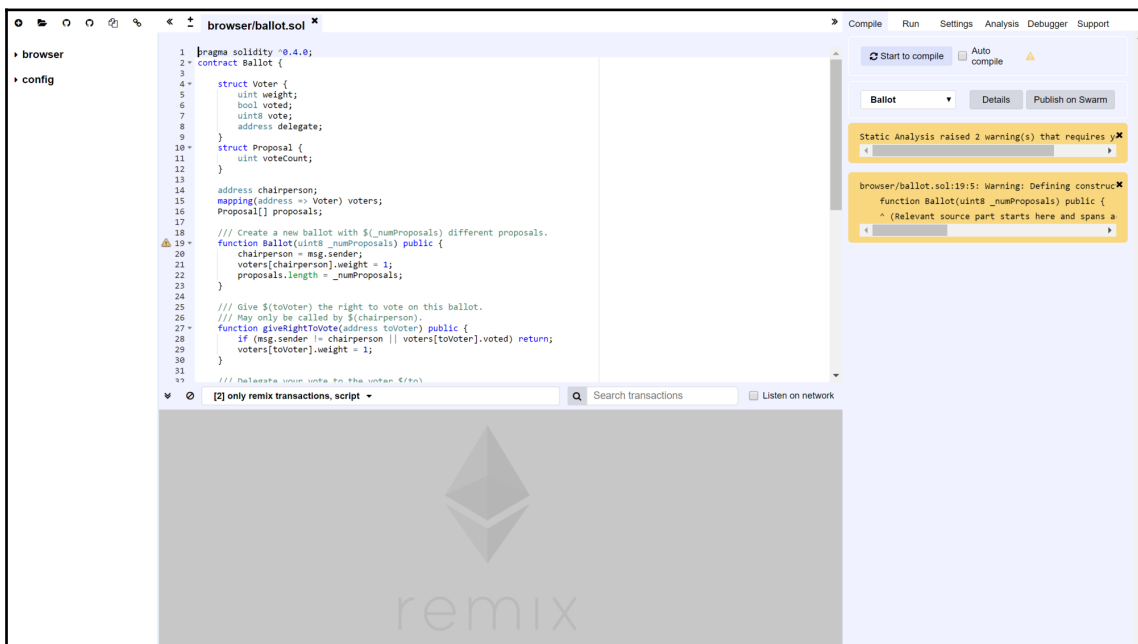 browser/ballot.sol
browser
config
1 pragma solidity ^0.4.0;
2 contract Ballot {
3
4 struct Voter {
5 uint weight;
6 bool voted;
7 uint8 vote;
8 address delegate;
9 }
10 struct Proposal {
11 uint voteCount;
12 }
13
14 address chairperson;
15 mapping(address => Voter) voters;
16 Proposal[] proposals;
17
18 /// Create a new ballot with $(_numProposals) different proposals.
19 function Ballot(uint8 _numProposals) public {
20 chairperson = msg.sender;
21 voters[chairperson].weight = 1;
22 proposals.length = _numProposals;
23 }
24
25 /// Give $(toVoter) the right to vote on this ballot.
26 /// May only be called by $(chairperson).
27 function giveRightToVote(address toVoter) public {
28 if (msg.sender != chairperson || voters[toVoter].voted) return;
29 voters[toVoter].weight = 1;
30 }
31
32 /// Delegate your vote to the voter $(to)
[2] only remix transactions, script
Search transactions
Listen on network
remix
Compile Run Settings Analysis Debugger Support
Start to compile
Auto compile
Ballot
Details
Publish on Swarm
Static Analysis raised 2 warning(s) that requires y
browser/ballot.sol:19:5: Warning: Defining construc
function Ballot(uint8 _numProposals) public {
^ (Relevant source part starts here and spans a